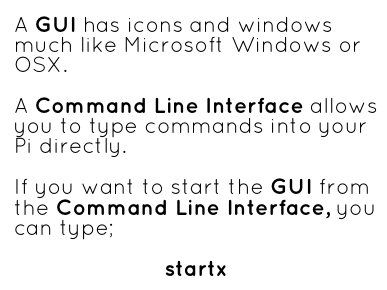 A GUI has icons and windows
much like Microsoft Windows or
OSX.
A Command Line Interface allows
you to type commands into your
Pi directly.
If you want to start the GUI from
the Command Line Interface, you
can type;
startx